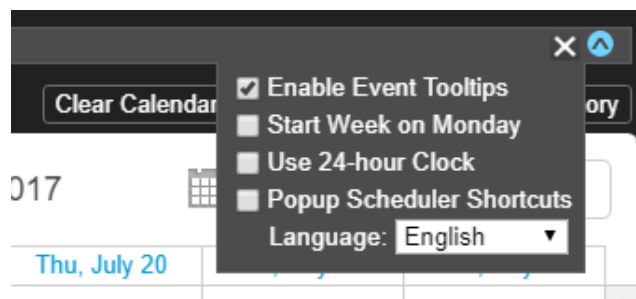 Enable Event Tooltips
Clear Calendar
ory
Start Week on Monday
Use 24-hour Clock
017
Popup Scheduler Shortcuts
Language: English
Thu, July 20